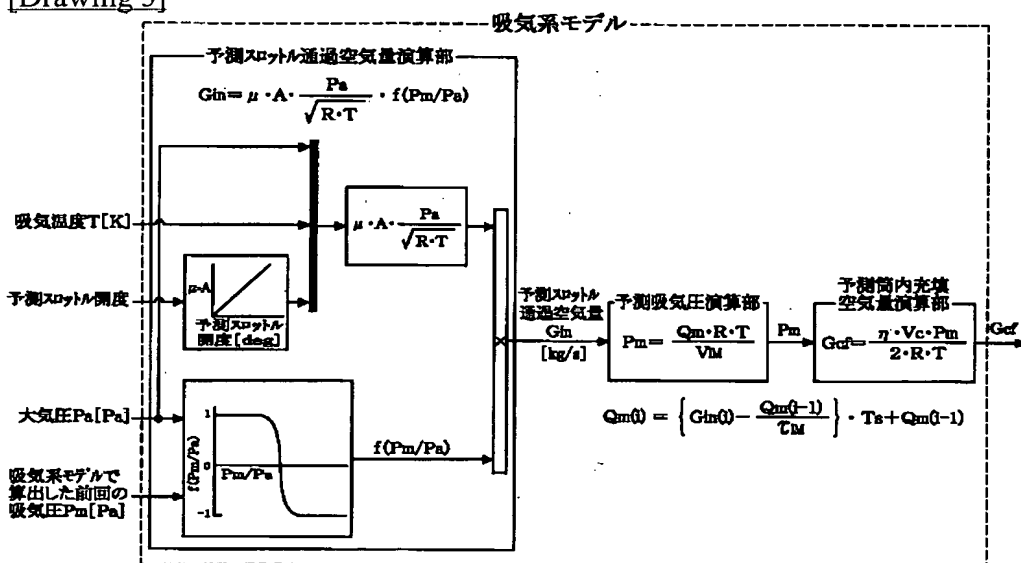 [Drawing 3]
吸気系モデル
予測スロットル通過空気量演算部
Gin= μ・A・Pa/√R・T・f(Pm/Pa)
吸気温度T[K]
μ・A・Pa/√R・T
予測スロットル開度
μ・A
予測スロットル
開度[deg]
予測スロットル
通過空気量
Gin
[kg/s]
×
予測吸気圧演算部
Pm= Qm・R・T/VIM
Pm
予測筒内充填
空気量演算部
Gcf= η・Vc・Pm/2・R・T
Gcf
Qm(i) = {Gin(i)− Qm(i-1)/τIM}・Ts+Qm(i-1)
大気圧Pa[Pa]
f(Pm/Pa)
1
0
-1
Pm/Pa
f(Pm/Pa)
吸気系モデルで
算出した前回の
吸気圧Pm[Pa]